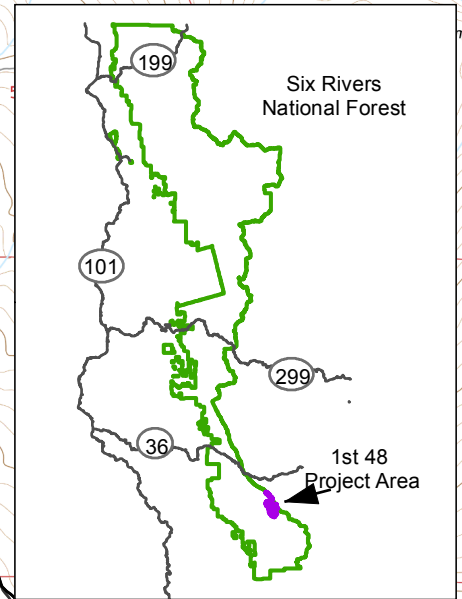 199
Six Rivers
National Forest
101
299
36
1st 48
Project Area